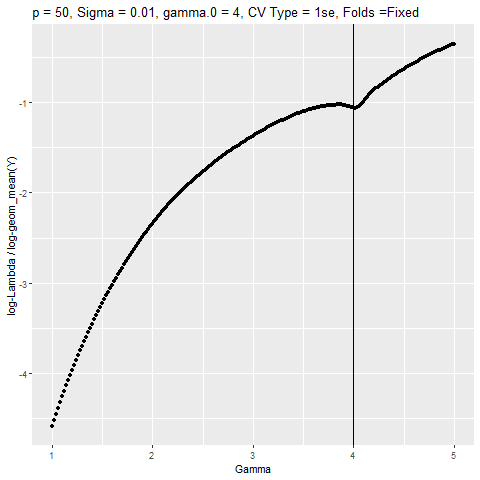 p = 50, Sigma = 0.01, gamma.0 = 4, CV Type = 1se, Folds =Fixed
log-Lambda / log-geom_mean(Y)
-1
-2
-3
-4
1 2 3 4 5
Gamma